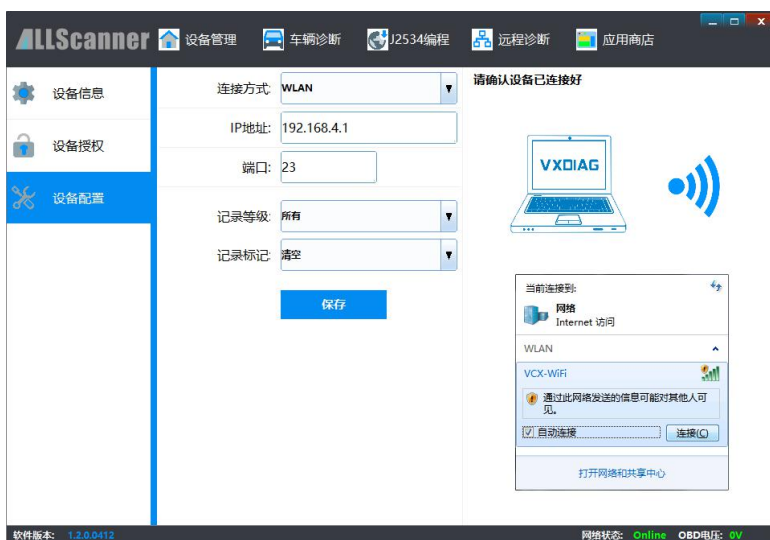 ALLScanner 设备管理 车辆诊断 J2534编程 远程诊断 应用商店
设备信息
设备授权
设备配置
连接方式: WLAN
IP地址: 192.168.4.1
端口: 23
记录等级: 所有
记录标记: 清空
保存
请确认设备已连接好
VXDIAG
当前连接到:
网络
Internet 访问
WLAN
VCX-WiFi
通过此网络发送的信息可能对其他人可
见。
自动连接 连接(C)
打开网络和共享中心
软件版本: 1.2.0.0412 网络状态: Online OBD电压: 0V